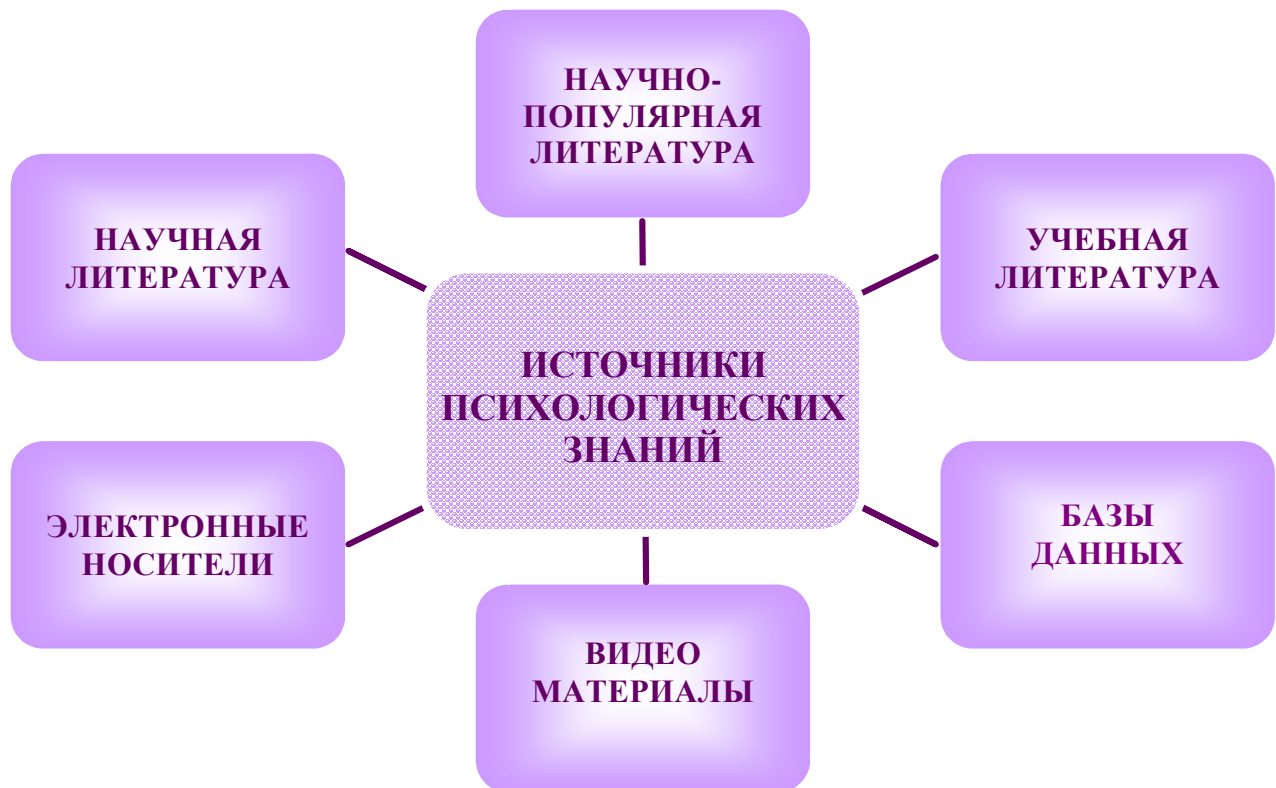 НАУЧНО-
ПОПУЛЯРНАЯ
ЛИТЕРАТУРА
НАУЧНАЯ
ЛИТЕРАТУРА
УЧЕБНАЯ
ЛИТЕРАТУРА
ИСТОЧНИКИ
ПСИХОЛОГИЧЕСКИХ
ЗНАНИЙ
ЭЛЕКТРОННЫЕ
НОСИТЕЛИ
БАЗЫ
ДАННЫХ
ВИДЕО
МАТЕРИАЛЫ